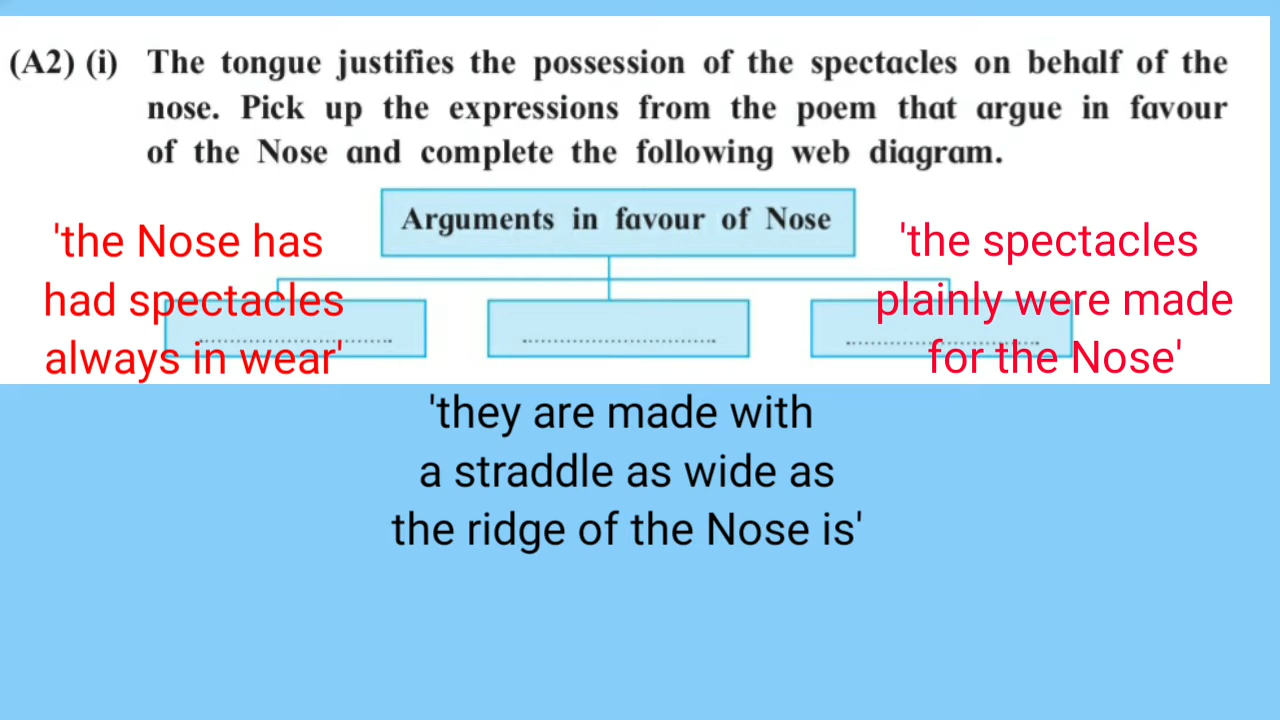 (A2) (i) The tongue justifies the possession of the spectacles on behalf of the
nose. Pick up the expressions from the poem that argue in favour
of the Nose and complete the following web diagram.
Arguments in favour of Nose
'the Nose has
had spectacles
always in wear'
'the spectacles
plainly were made
for the Nose'
'they are made with
a straddle as wide as
the ridge of the Nose is'